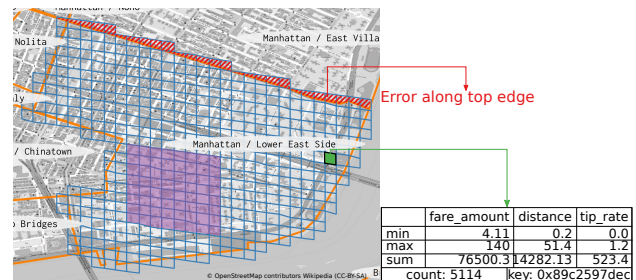 Manhattan / NoHo
Nolita
Manhattan / East Villa
ly
Error along top edge
/ Chinatown
Manhattan / Lower East Side
o Bridges
fare_amount distance tip_rate
min 4.11 0.2 0.0
max 140 51.4 1.2
sum 76500.3 14282.13 523.4
count: 5114 key: 0x89c2597dec
© OpenStreetMap contributors Wikipedia (CC-BY-SA)
B